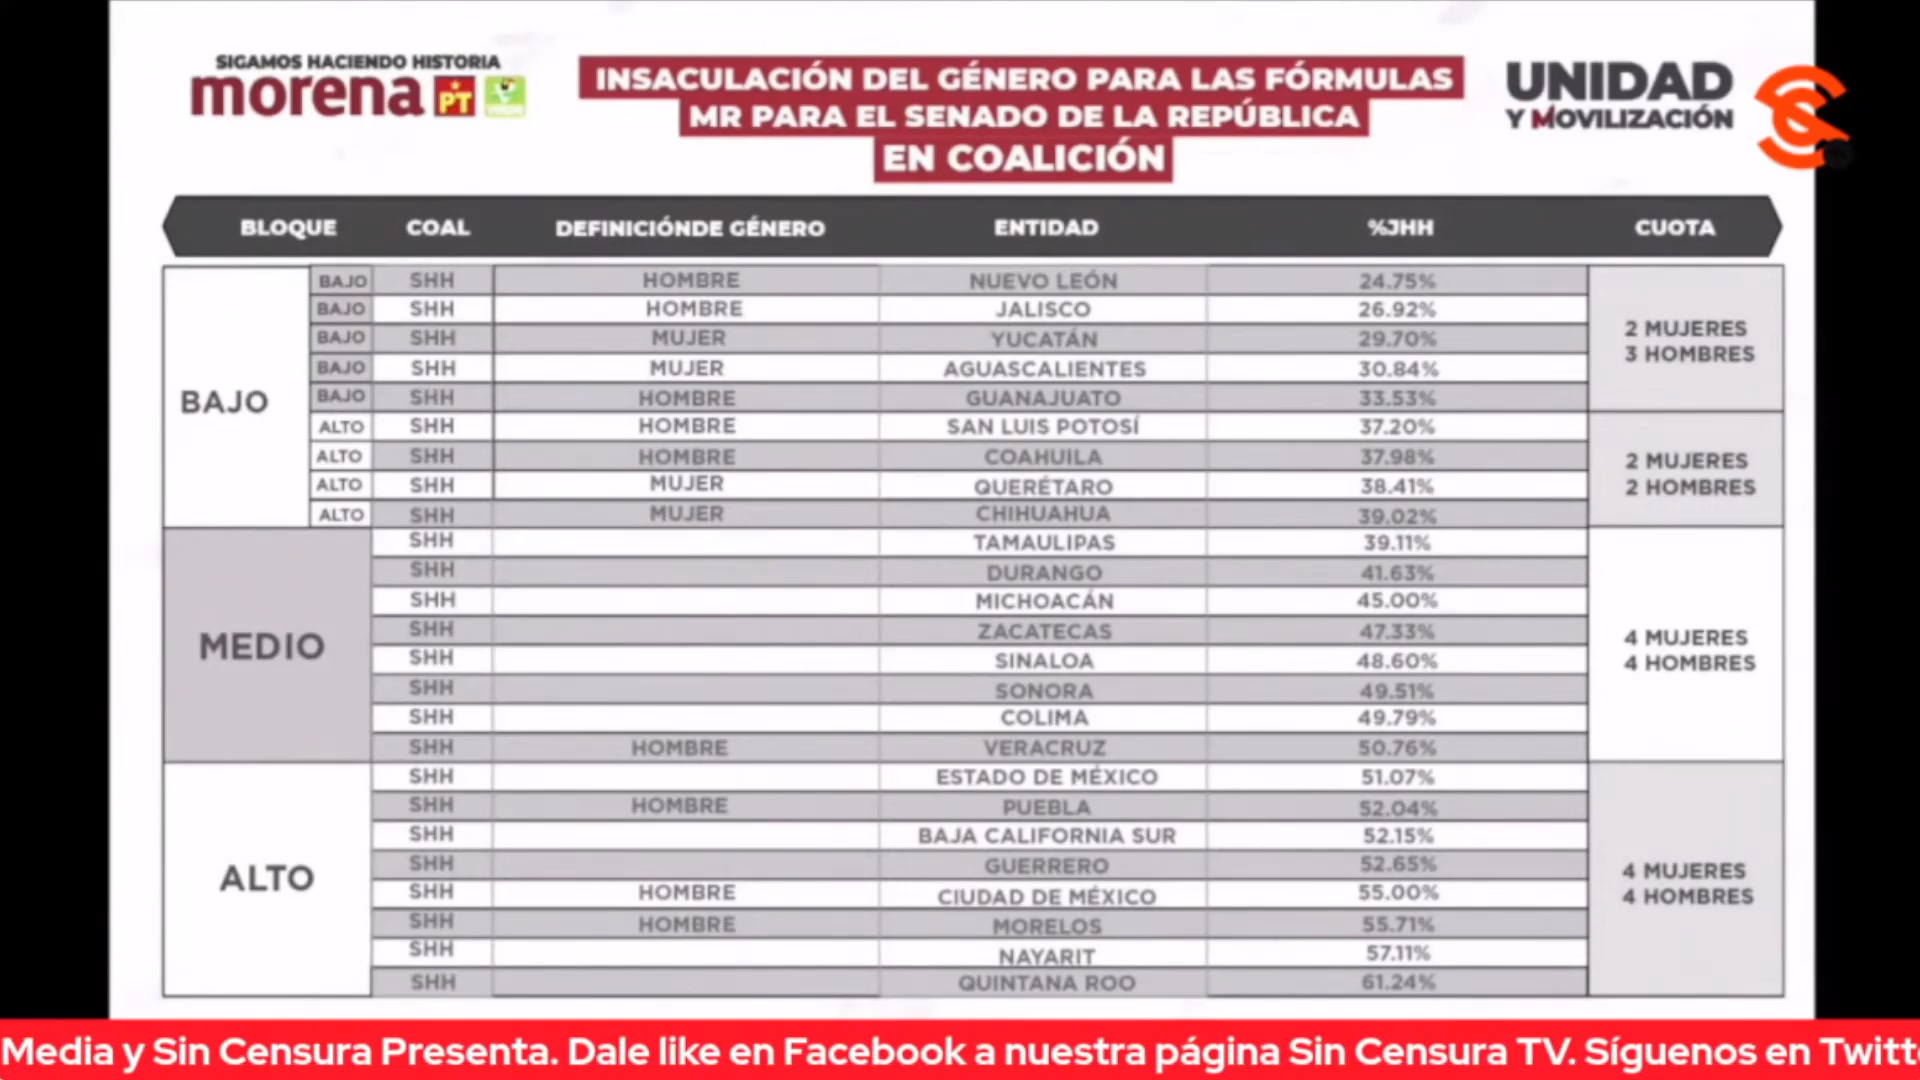 SIGAMOS HACIENDO HISTORIA
morena PT
INSACULACIÓN DEL GÉNERO PARA LAS FÓRMULAS
MR PARA EL SENADO DE LA REPÚBLICA
EN COALICIÓN
UNIDAD
Y MOVILIZACIÓN
BLOQUE COAL DEFINICIÓNDE GÉNERO ENTIDAD %JHH CUOTA
BAJO
BAJO SHH HOMBRE NUEVO LEÓN 24.75%
BAJO SHH HOMBRE JALISCO 26.92%
BAJO SHH MUJER YUCATÁN 29.70%
BAJO SHH MUJER AGUASCALIENTES 30.84%
BAJO SHH HOMBRE GUANAJUATO 33.53%
2 MUJERES
3 HOMBRES
ALTO SHH HOMBRE SAN LUIS POTOSÍ 37.20%
ALTO SHH HOMBRE COAHUILA 37.98%
ALTO SHH MUJER QUERÉTARO 38.41%
ALTO SHH MUJER CHIHUAHUA 39.02%
2 MUJERES
2 HOMBRES
MEDIO
SHH TAMAULIPAS 39.11%
SHH DURANGO 41.63%
SHH MICHOACÁN 45.00%
SHH ZACATECAS 47.33%
SHH SINALOA 48.60%
SHH SONORA 49.51%
SHH COLIMA 49.79%
SHH HOMBRE VERACRUZ 50.76%
4 MUJERES
4 HOMBRES
ALTO
SHH ESTADO DE MÉXICO 51.07%
SHH HOMBRE PUEBLA 52.04%
SHH BAJA CALIFORNIA SUR 52.15%
SHH GUERRERO 52.65%
SHH HOMBRE CIUDAD DE MÉXICO 55.00%
SHH HOMBRE MORELOS 55.71%
SHH NAYARIT 57.11%
SHH QUINTANA ROO 61.24%
4 MUJERES
4 HOMBRES
Media y Sin Censura Presenta. Dale like en Facebook a nuestra página Sin Censura TV. Síguenos en Twitt